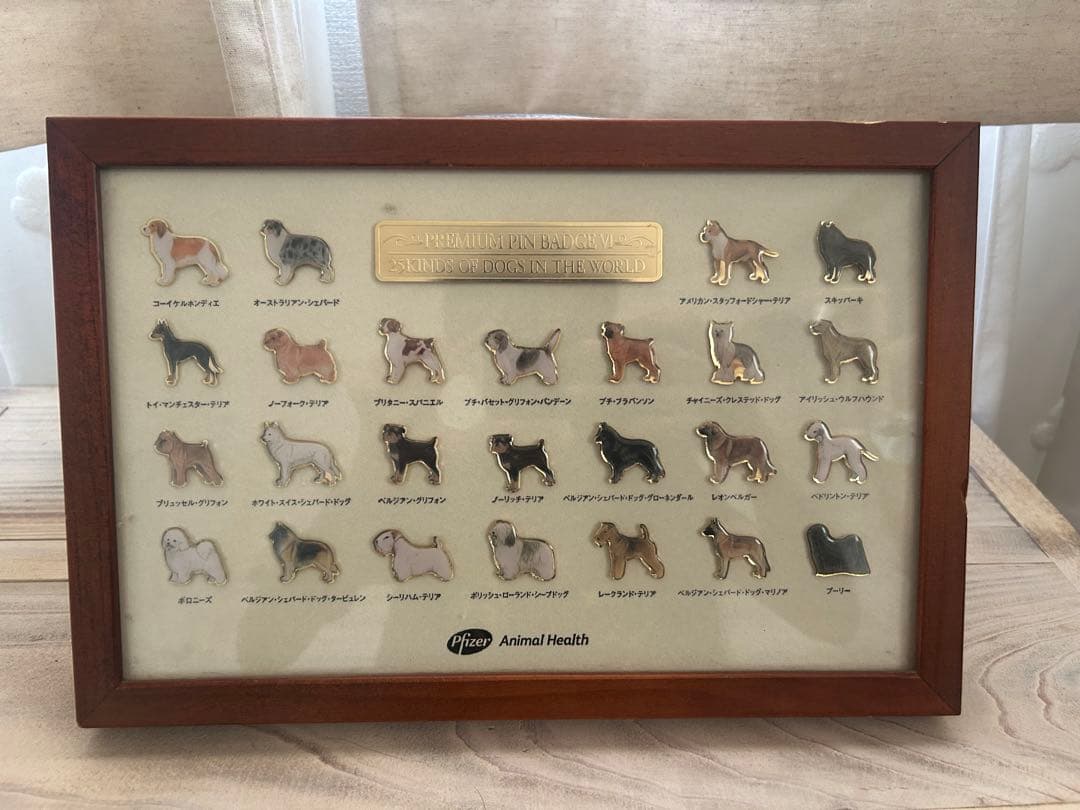 PREMIUM PIN BADGE VI
25KINDS OF DOGS IN THE WORLD
コーイケルホンディエ
オーストラリアン・シェパード
アメリカン・スタッフォードシャー・テリア
スキッパーキ
トイ・マンチェスター・テリア
ノーフォーク・テリア
ブリタニー・スパニエル
プチ・バセット・グリフォン・バンデーン
プチ・ブラバンソン
チャイニーズ・クレステッド・ドッグ
アイリッシュ・ウルフハウンド
ブリュッセル・グリフォン
ホワイト・スイス・シェパード・ドッグ
ベルジアン・グリフォン
ノーリッチ・テリア
ベルジアン・シェパード・ドッグ・グローネンダール
レオンベルガー
ベドリントン・テリア
ボロニーズ
ベルジアン・シェパード・ドッグ・タービュレン
シーリハム・テリア
ポリッシュ・ローランド・シープドッグ
レークランド・テリア
ベルジアン・シェパード・ドッグ・マリノア
プーリー
Pfizer Animal Health